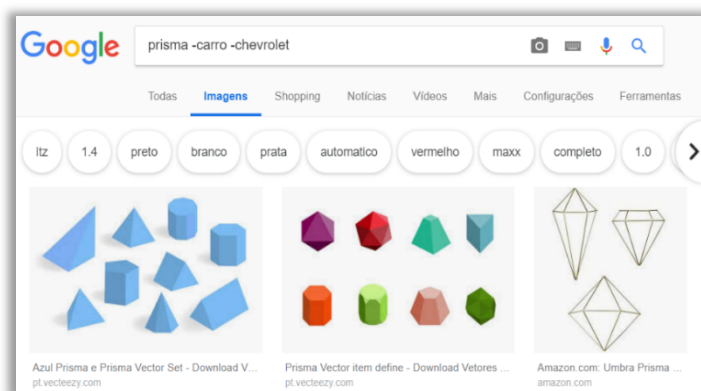 Google
prisma -carro -chevrolet
Todas Imagens Shopping Notícias Vídeos Mais Configurações Ferramentas
ltz 1.4 preto branco prata automatico vermelho maxx completo 1.0
Azul Prisma e Prisma Vector Set - Download V... Prisma Vector item define - Download Vetores ... Amazon.com: Umbra Prisma ...
pt.vecteezy.com pt.vecteezy.com amazon.com